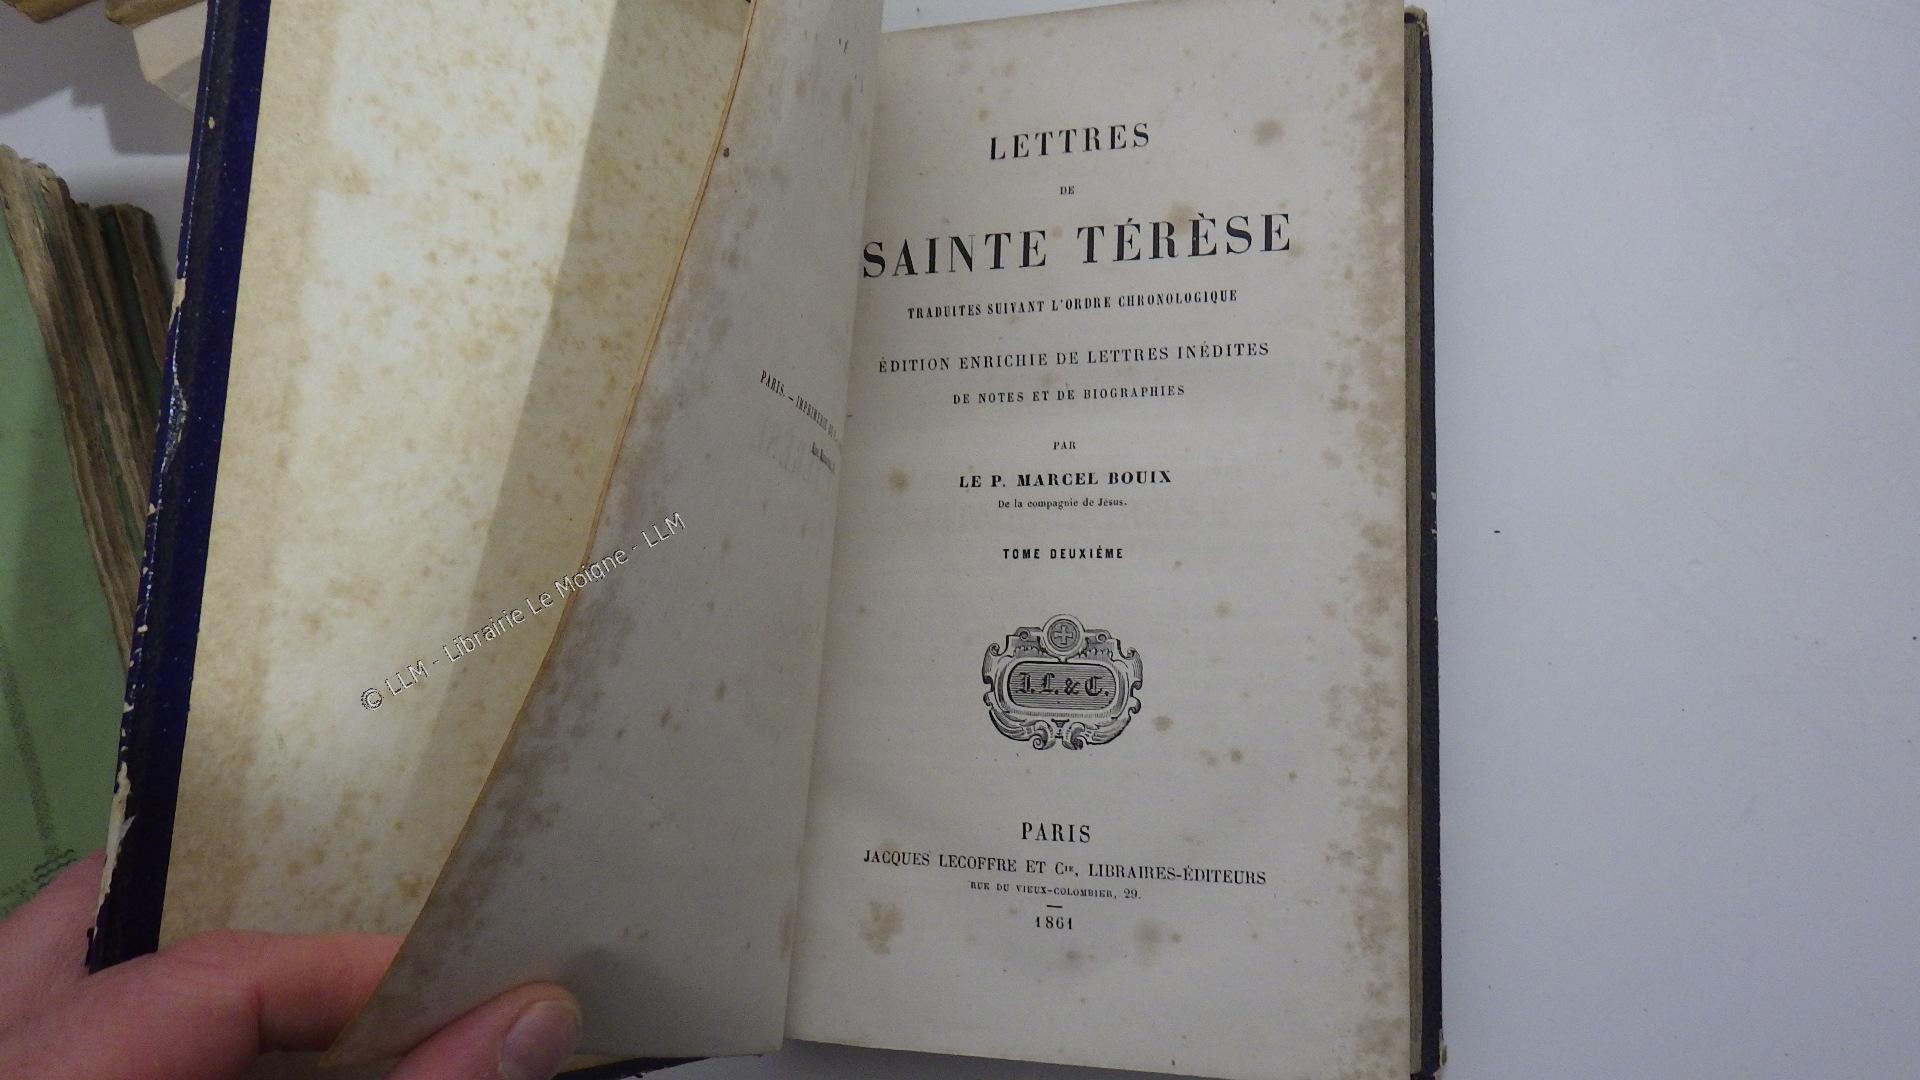 PARIS. — IMPRIMERIE DE
LETTRES
DE
SAINTE TÉRÈSE
TRADUITES SUIVANT L'ORDRE CHRONOLOGIQUE
ÉDITION ENRICHIE DE LETTRES INÉDITES
DE NOTES ET DE BIOGRAPHIES
PAR
LE P. MARCEL BOUIX
De la compagnie de Jésus.
TOME DEUXIÈME
J. L. & C.
PARIS
JACQUES LECOFFRE ET Cie, LIBRAIRES-ÉDITEURS
RUE DU VIEUX-COLOMBIER, 29.
1861
© LLM - Librairie Le Moigne - LLM